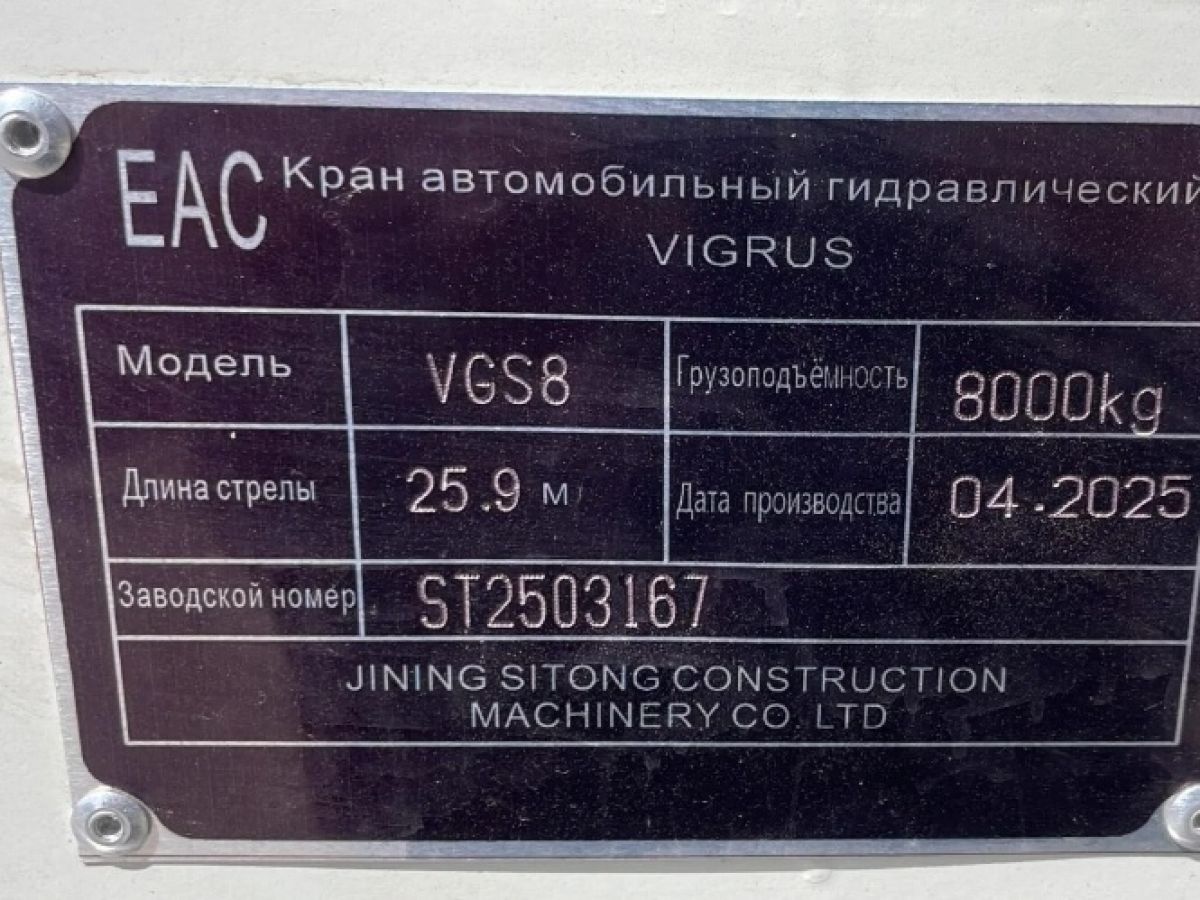 EAC Кран автомобильный гидравлический
VIGRUS
Модель VGS8 Грузоподъёмность 8000kg
Длина стрелы 25.9 м Дата производства 04.2025
Заводской номер ST2503167
JINING SITONG CONSTRUCTION
MACHINERY CO. LTD